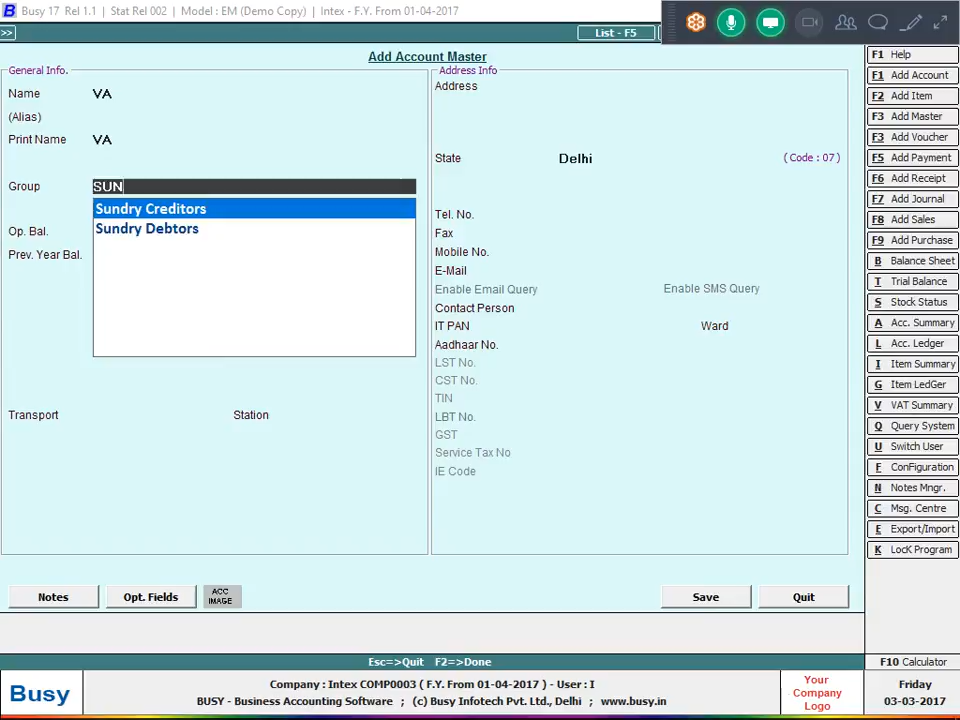 Busy 17 Rel 1.1 | Stat Rel 002 | Model : EM (Demo Copy) | Intex - F.Y. From 01-04-2017
>>
List - F5
Add Account Master
General Info.
Name VA
(Alias)
Print Name VA
Group SUN
Sundry Creditors
Sundry Debtors
Op. Bal.
Prev. Year Bal.
Transport Station
Address Info
Address
State Delhi ( Code : 07 )
Tel. No.
Fax
Mobile No.
E-Mail
Enable Email Query Enable SMS Query
Contact Person
IT PAN Ward
Aadhaar No.
LST No.
CST No.
TIN
LBT No.
GST
Service Tax No
IE Code
Notes Opt. Fields ACC IMAGE Save Quit
F1 Help
F1 Add Account
F2 Add Item
F3 Add Master
F3 Add Voucher
F5 Add Payment
F6 Add Receipt
F7 Add Journal
F8 Add Sales
F9 Add Purchase
B Balance Sheet
T Trial Balance
S Stock Status
A Acc. Summary
L Acc. Ledger
I Item Summary
G Item LedGer
V VAT Summary
Q Query System
U Switch User
F ConFiguration
N Notes Mngr.
C Msg. Centre
E Export/Import
K LocK Program
Esc=>Quit F2=>Done
F10 Calculator
Busy
Company : Intex COMP0003 ( F.Y. From 01-04-2017 ) - User : I
BUSY - Business Accounting Software ; (c) Busy Infotech Pvt. Ltd., Delhi ; www.busy.in
Your
Company
Logo
Friday
03-03-2017